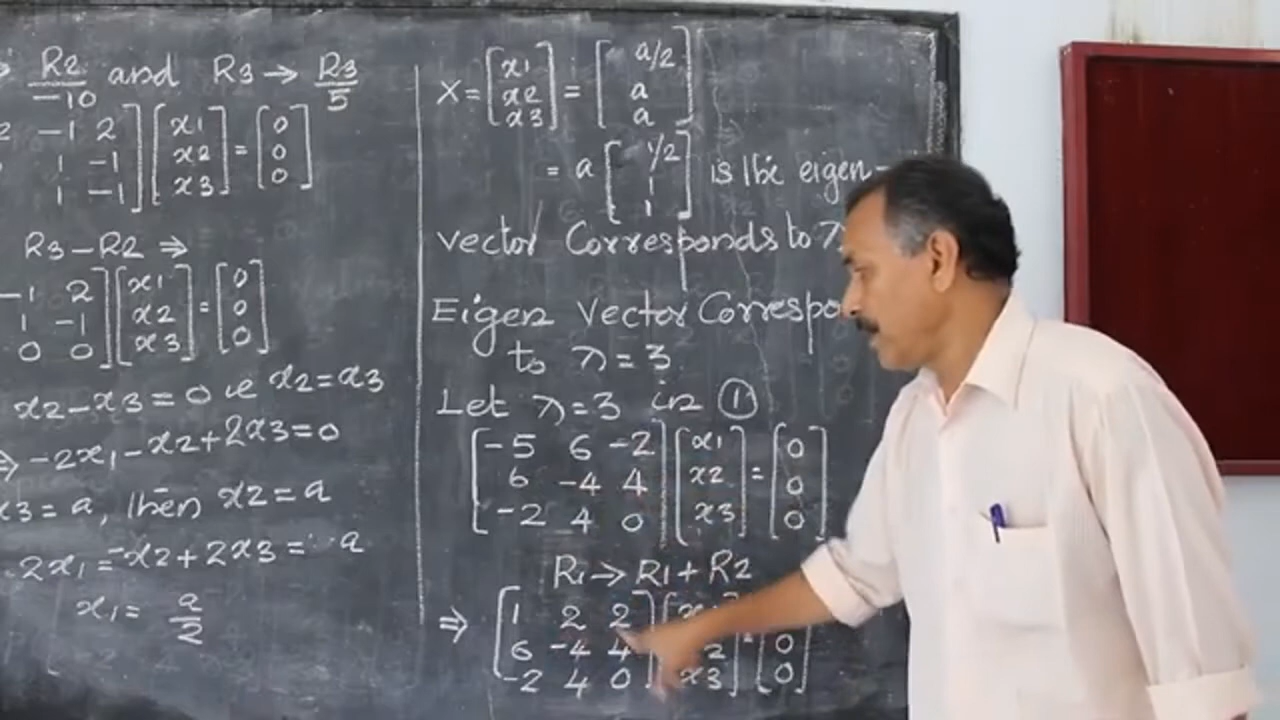 R2/-10 and R3 → R3/5
-1 2 ] [ x1 ] = [ 0 ]
1 -1 ] [ x2 ] = [ 0 ]
1 -1 ] [ x3 ] = [ 0 ]
R3-R2 ⇒
-1 2 ] [ x1 ] = [ 0 ]
1 -1 ] [ x2 ] = [ 0 ]
0 0 ] [ x3 ] = [ 0 ]
x2-x3=0 ie x2=x3
⇒ -2x1-x2+2x3=0
x3=a, then x2=a
2x1=-x2+2x3= a
x1= a/2
X= [ x1 ] = [ a/2 ]
[ x2 ] [ a ]
[ x3 ] [ a ]
= a [ 1/2 ] is the eigen-
[ 1 ]
[ 1 ]
vector Corresponds to λ
Eigen Vector Correspo
to λ=3
Let λ=3 in ①
[ -5 6 -2 ] [ x1 ] = [ 0 ]
[ 6 -4 4 ] [ x2 ] = [ 0 ]
[ -2 4 0 ] [ x3 ] = [ 0 ]
R1→R1+R2
⇒ [ 1 2 2 ]
[ 6 -4 4 ] 2 ] = [ 0 ]
[ -2 4 0 ] x3 ] [ 0 ]